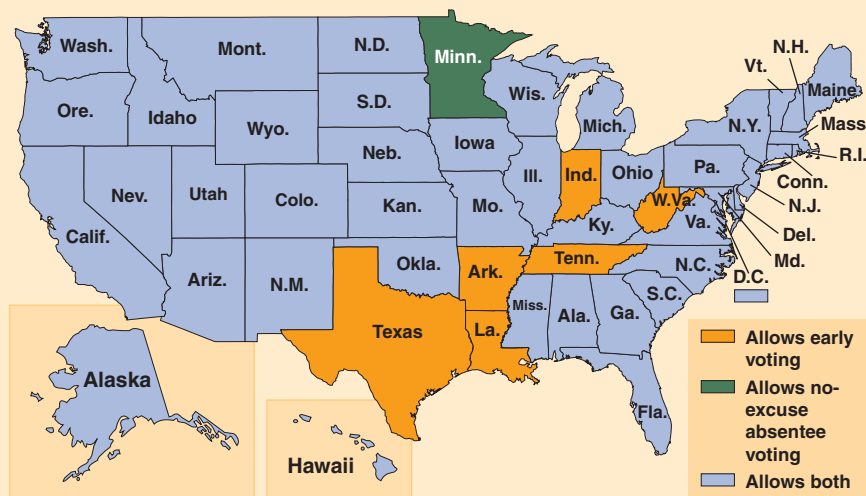 Wash.
Mont.
N.D.
Minn.
N.H.
Vt.
Maine
Ore.
Idaho
S.D.
Wis.
Mich.
N.Y.
Mass
Wyo.
Iowa
R.I.
Neb.
Pa.
Conn.
Nev.
Utah
Colo.
Ill.
Ind.
Ohio
N.J.
Calif.
Kan.
Mo.
W.Va.
Va.
Ky.
Del.
Md.
D.C.
Ariz.
N.M.
Okla.
Ark.
Tenn.
N.C.
S.C.
Texas
La.
Miss.
Ala.
Ga.
Fla.
Alaska
Hawaii
Allows early
voting
Allows no-
excuse
absentee
voting
Allows both